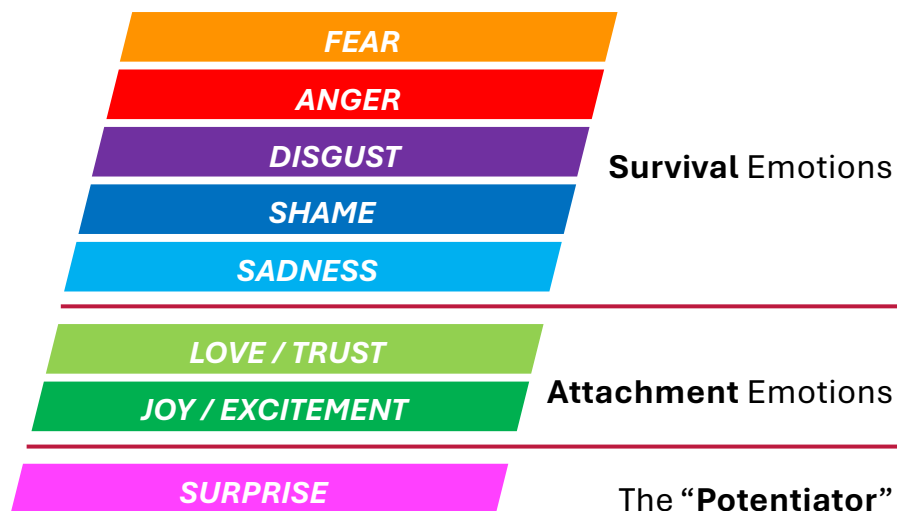 FEAR
ANGER
DISGUST
Survival Emotions
SHAME
SADNESS
LOVE / TRUST
Attachment Emotions
JOY / EXCITEMENT
SURPRISE
The “Potentiator”